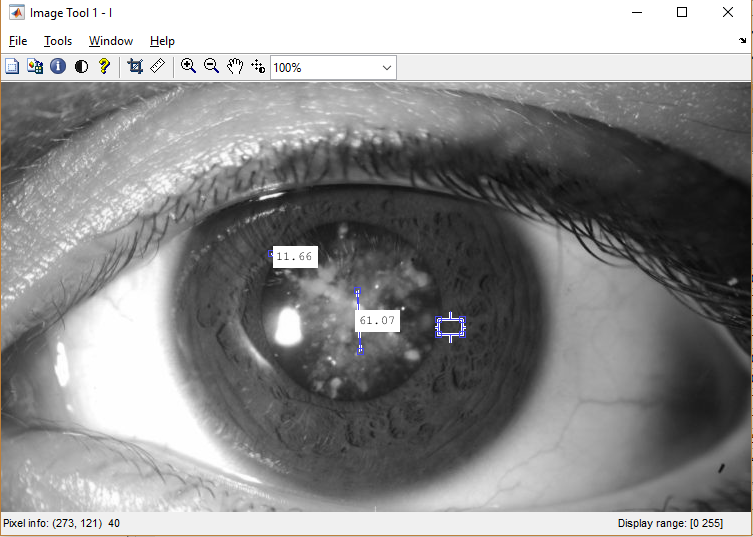 Image Tool 1 - I
File Tools Window Help
100%
11.66
61.07
Pixel info: (273, 121) 40
Display range: [0 255]